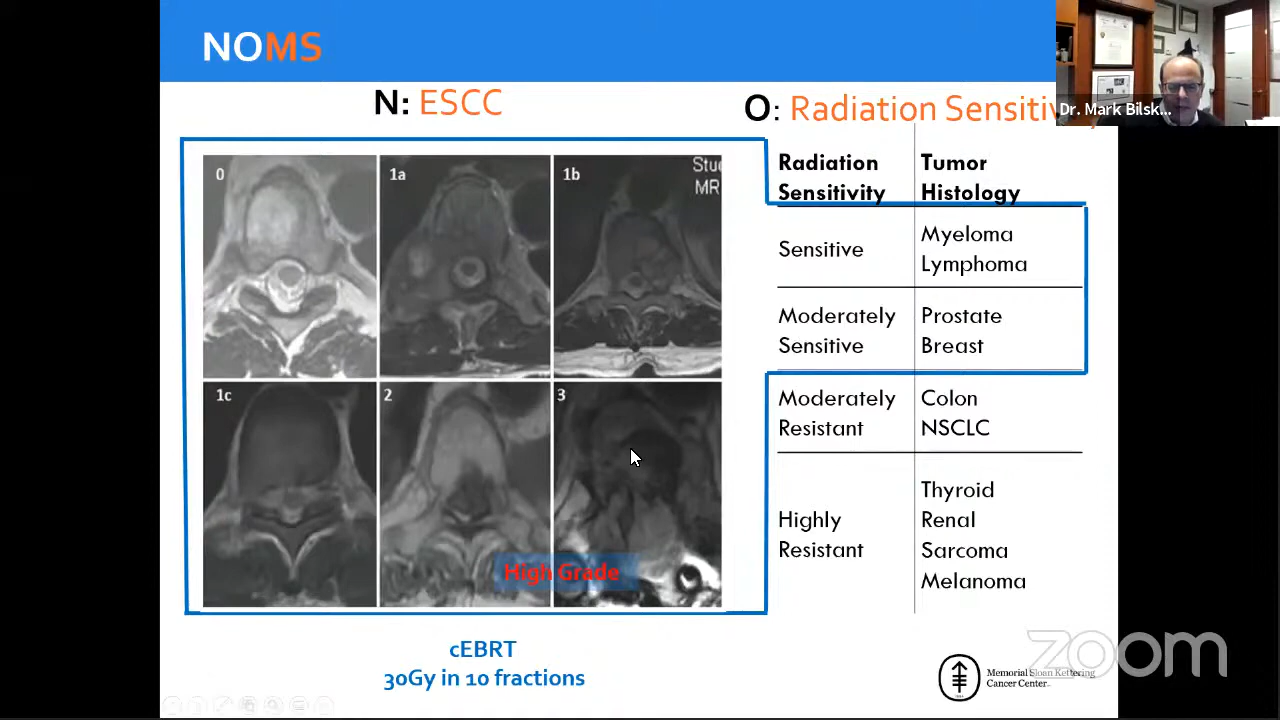 NOMS
N: ESCC
O: Radiation Sensitiv
Dr. Mark Bilsk...
0
1a
1b
Stu
MR
1c
2
3
High Grade
Radiation Sensitivity
Tumor Histology
Sensitive
Myeloma
Lymphoma
Moderately Sensitive
Prostate
Breast
Moderately Resistant
Colon
NSCLC
Highly Resistant
Thyroid
Renal
Sarcoma
Melanoma
cEBRT
30Gy in 10 fractions
Memorial Sloan Kettering
Cancer Center
zoom